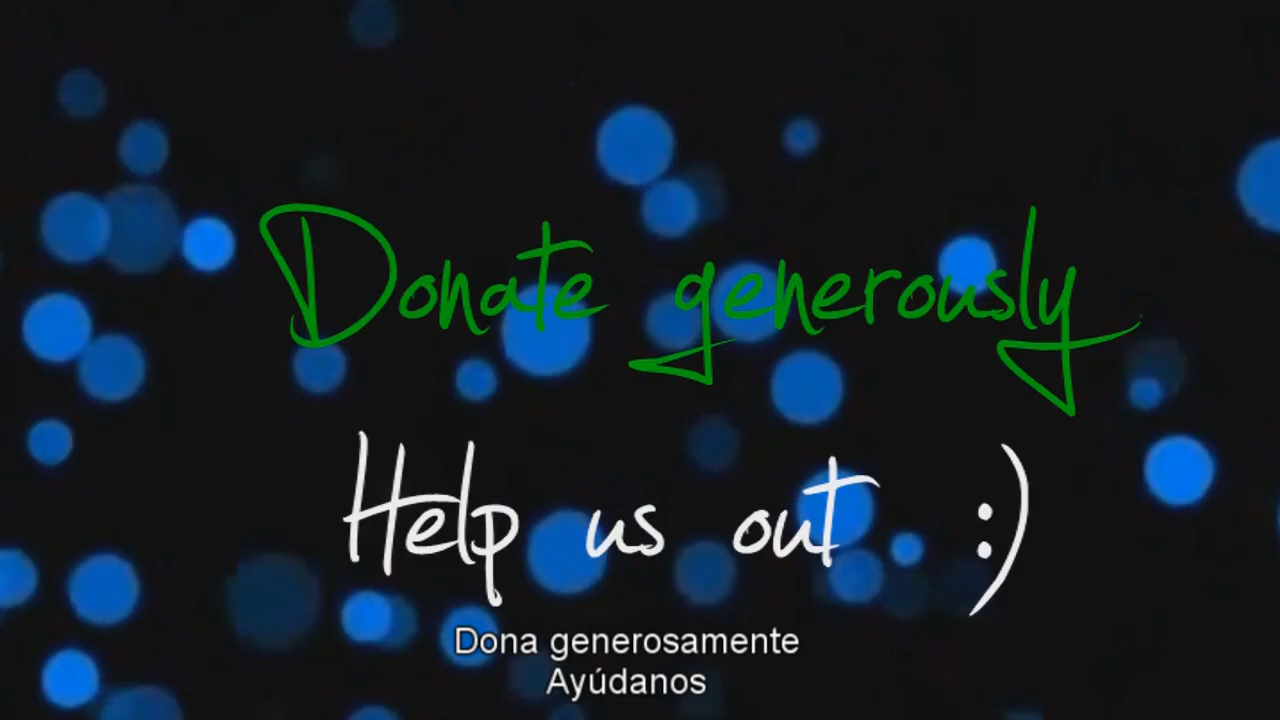 Donate generously
Help us out :)
Dona generosamente
Ayúdanos